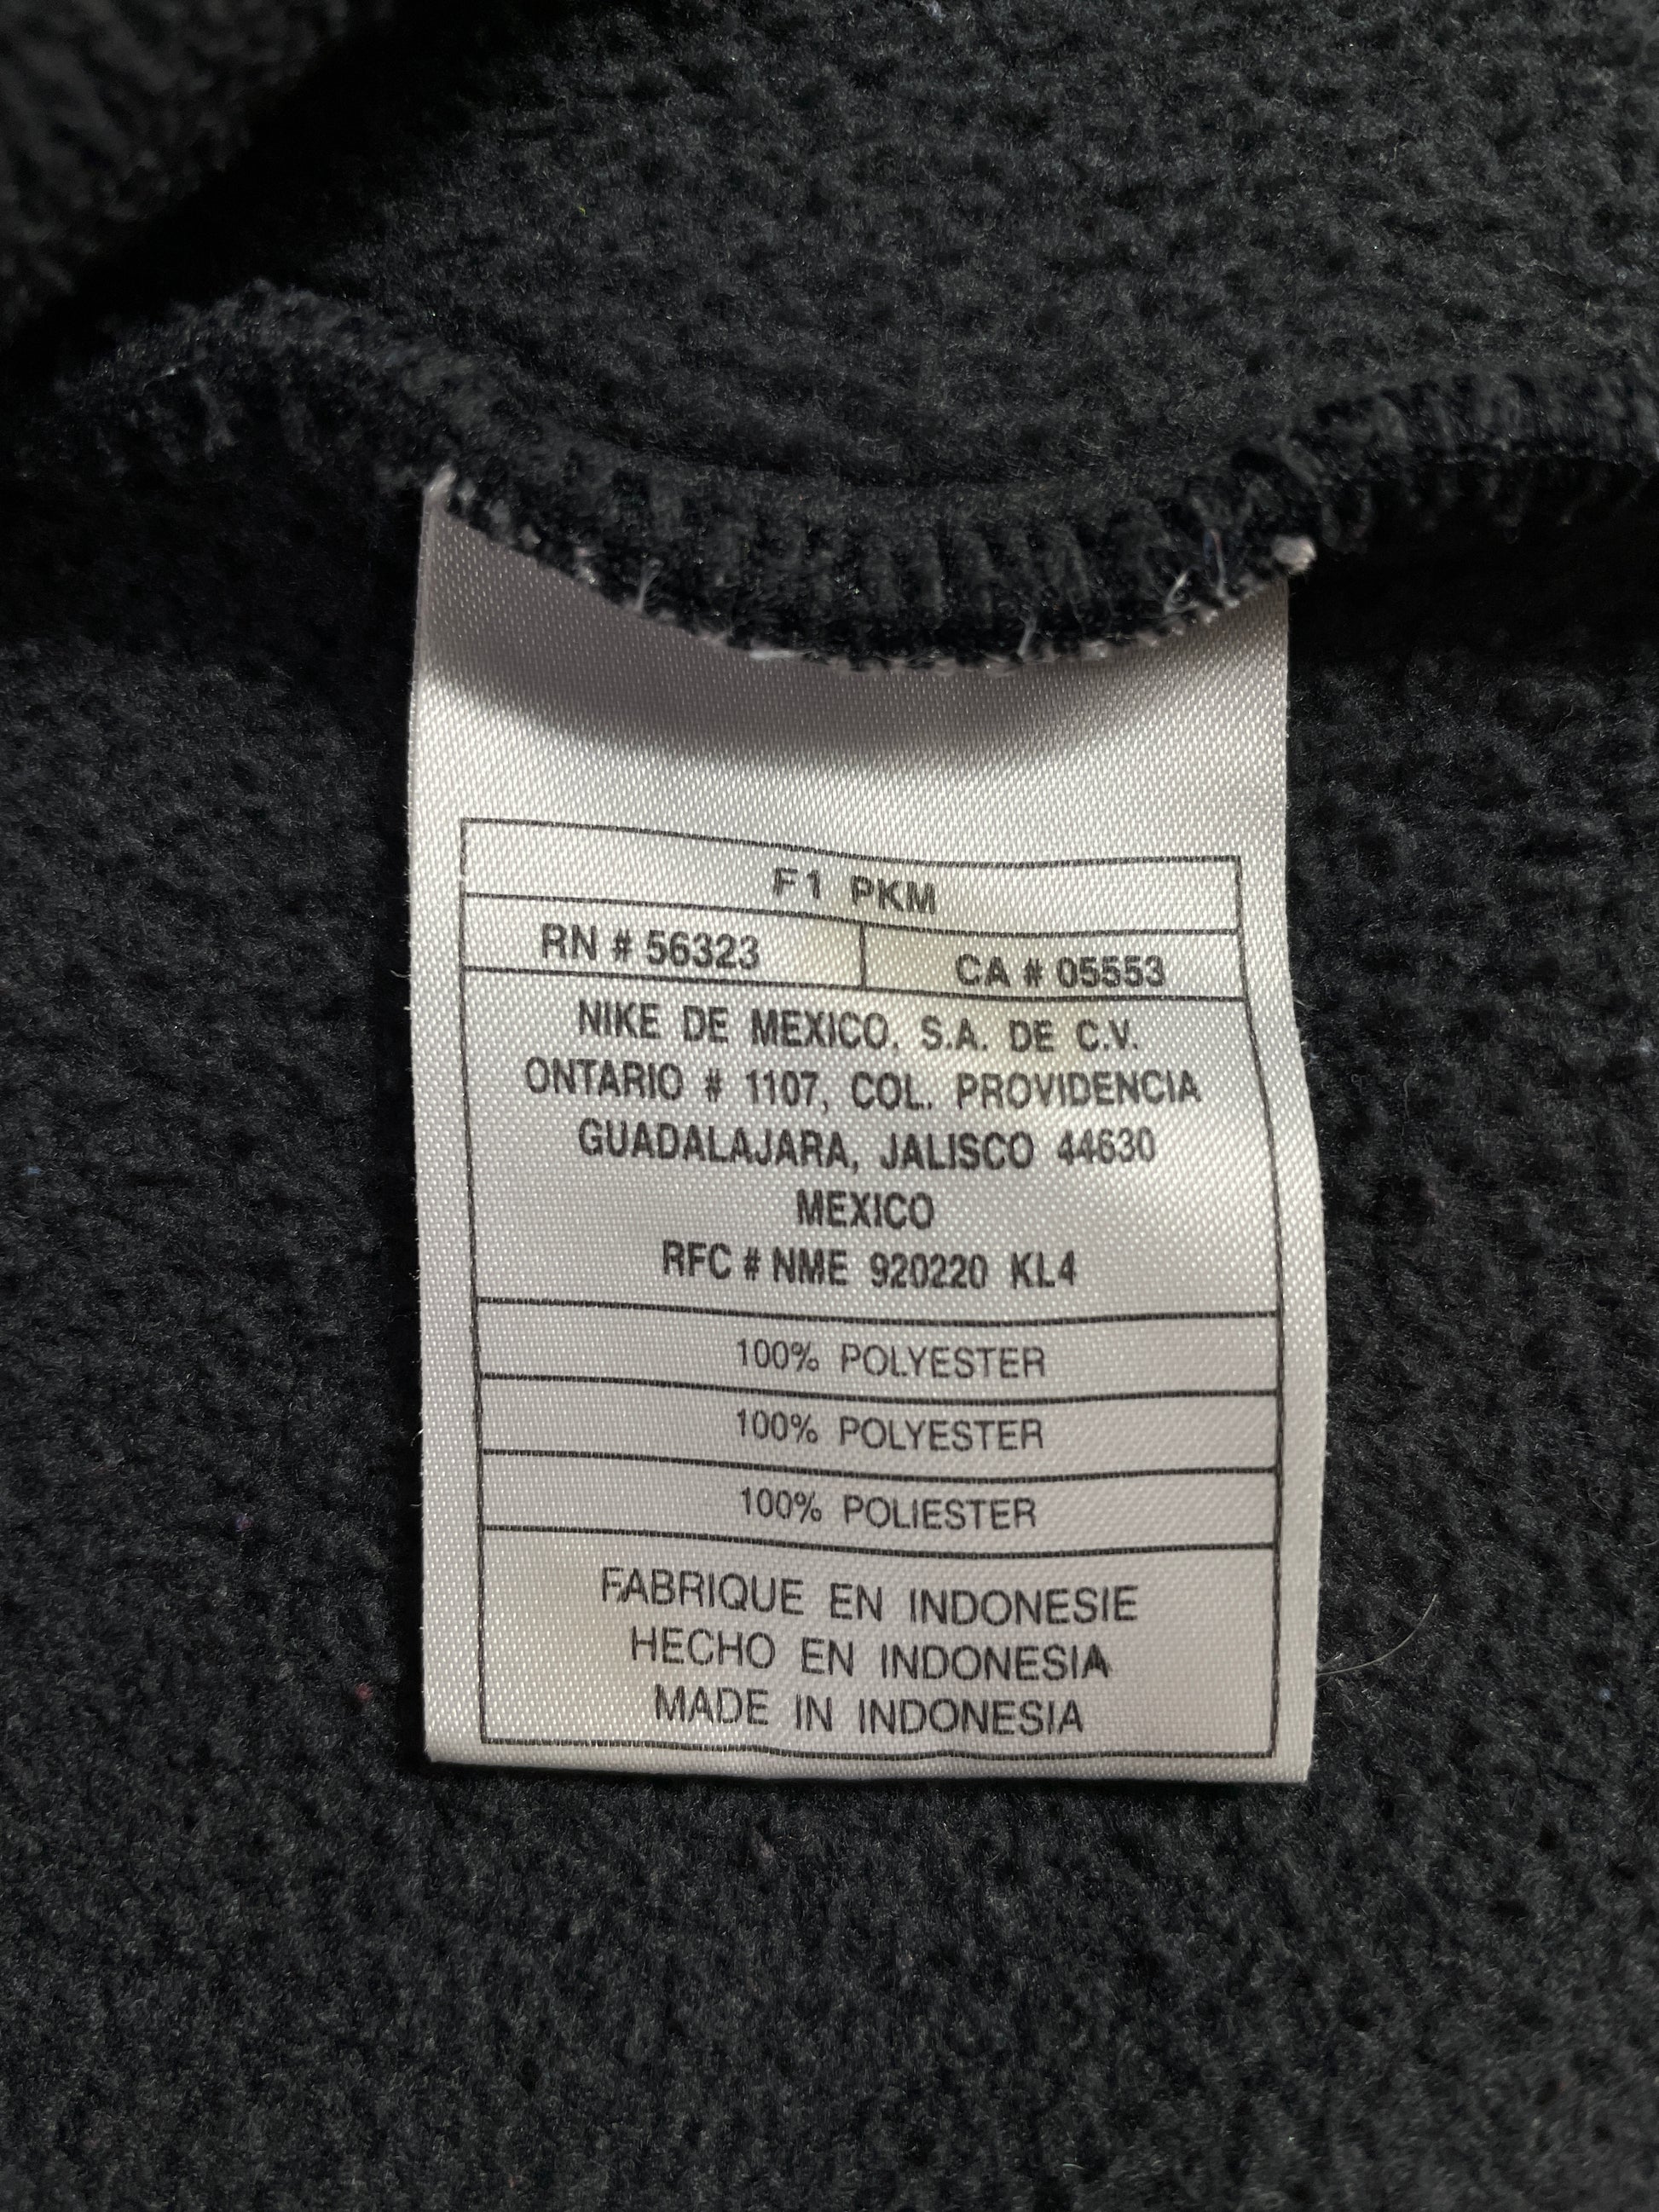 F1 PKM
RN # 56323 CA # 05553
NIKE DE MEXICO, S.A. DE C.V.
ONTARIO # 1107, COL. PROVIDENCIA
GUADALAJARA, JALISCO 44630
MEXICO
RFC # NME 920220 KL4
100% POLYESTER
100% POLYESTER
100% POLIESTER
FABRIQUE EN INDONESIE
HECHO EN INDONESIA
MADE IN INDONESIA